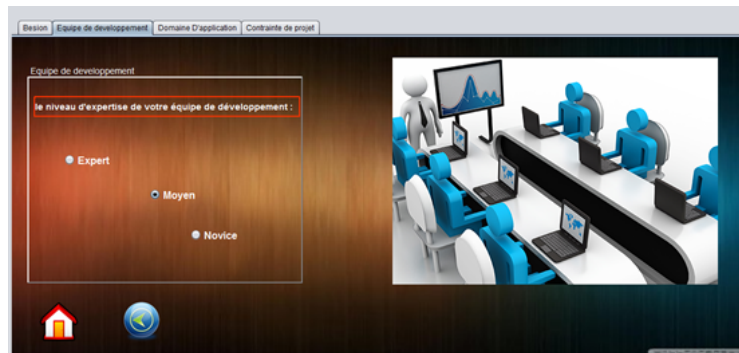 Besion Equipe de developpement Domaine D'application Contrainte de projet
Equipe de developpement
le niveau d'expertise de votre équipe de développement :
Expert
Moyen
Novice